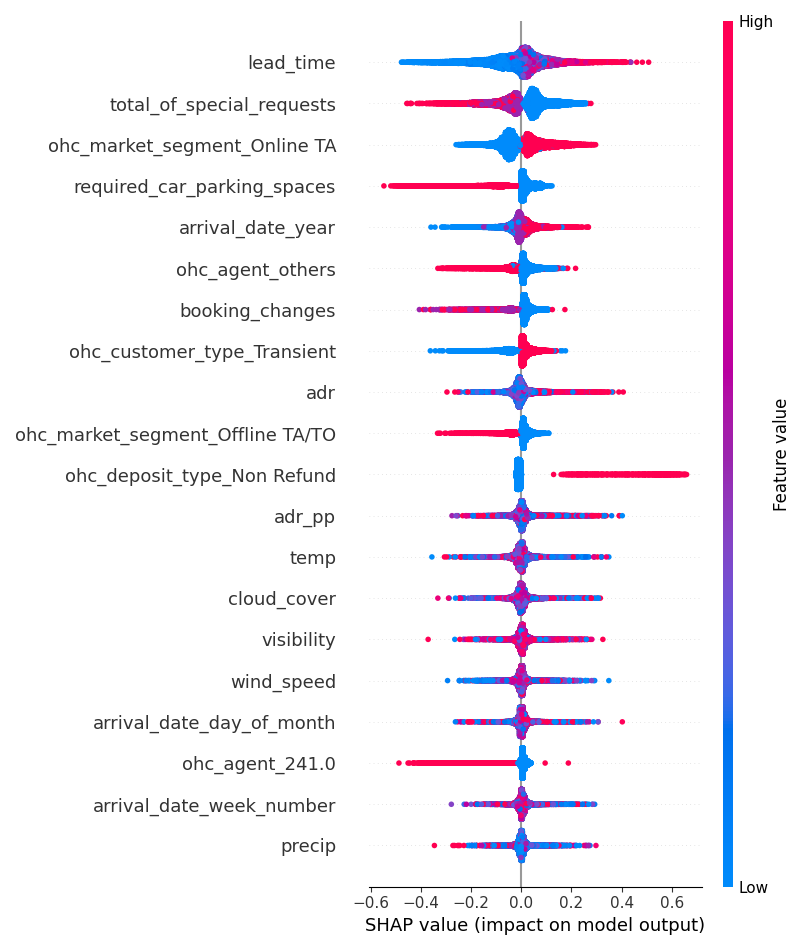 High
lead_time
total_of_special_requests
ohc_market_segment_Online TA
required_car_parking_spaces
arrival_date_year
ohc_agent_others
booking_changes
ohc_customer_type_Transient
adr
ohc_market_segment_Offline TA/TO
ohc_deposit_type_Non Refund
adr_pp
temp
cloud_cover
visibility
wind_speed
arrival_date_day_of_month
ohc_agent_241.0
arrival_date_week_number
precip
Feature value
Low
−0.6 −0.4 −0.2 0.0 0.2 0.4 0.6
SHAP value (impact on model output)